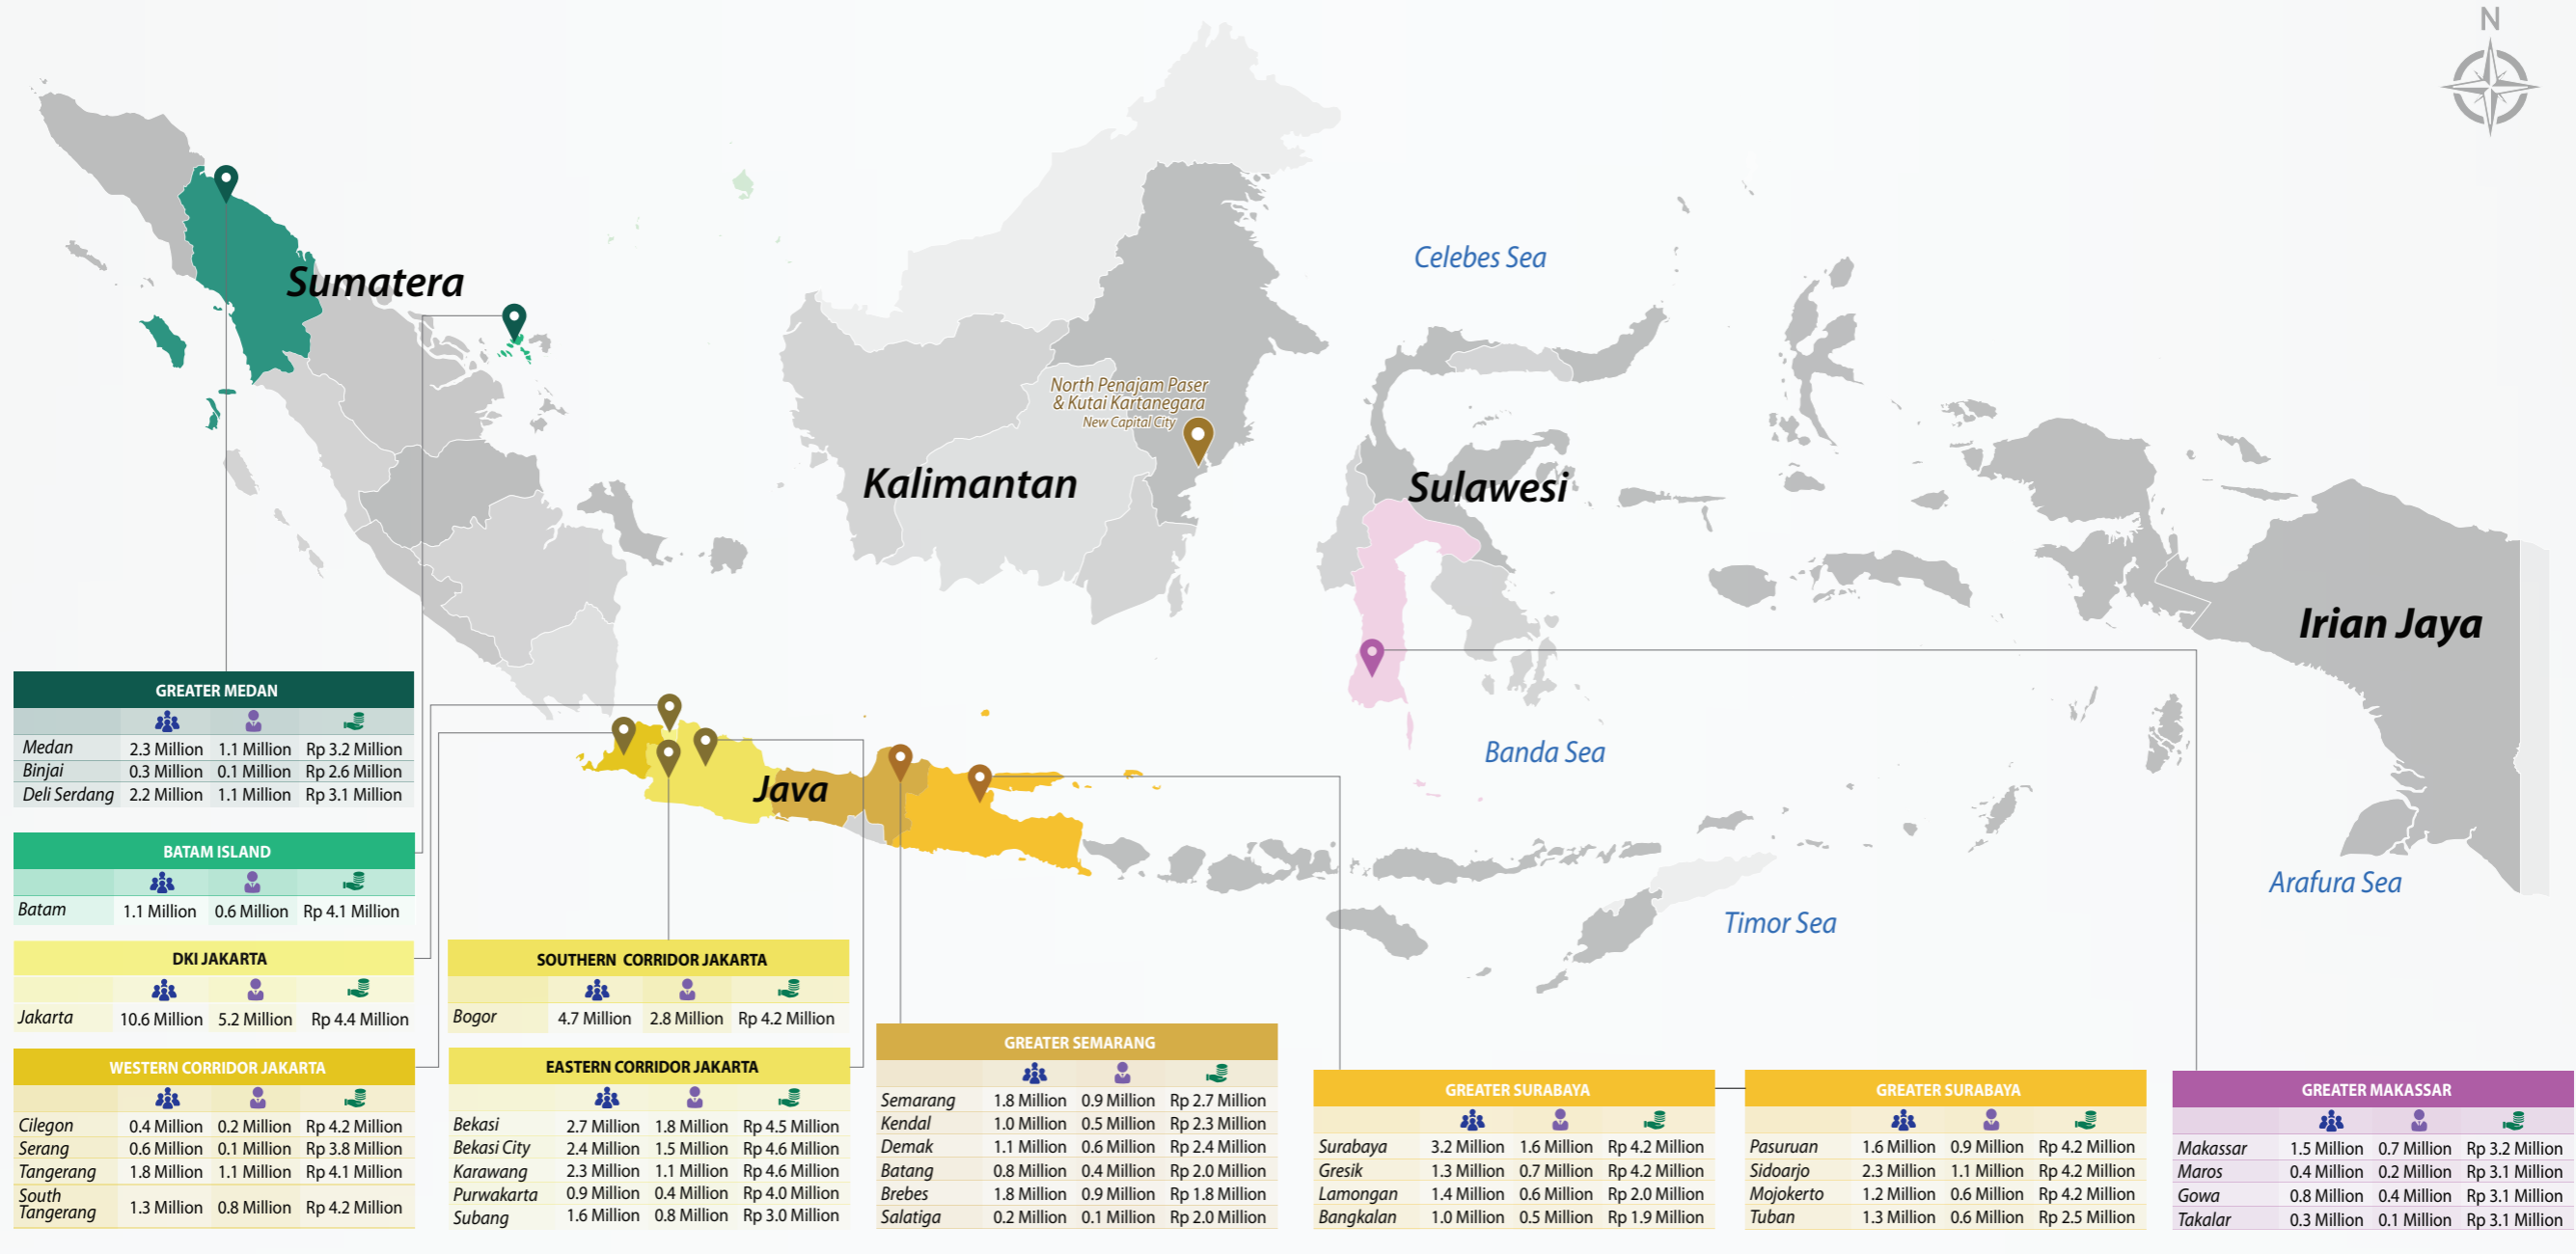 N
Celebes Sea
Sumatera
North Penajam Paser
& Kutai Kartanegara
New Capital City
Kalimantan
Sulawesi
Irian Jaya
Banda Sea
Java
Arafura Sea
Timor Sea
GREATER MEDAN
Medan 2.3 Million 1.1 Million Rp 3.2 Million
Binjai 0.3 Million 0.1 Million Rp 2.6 Million
Deli Serdang 2.2 Million 1.1 Million Rp 3.1 Million
BATAM ISLAND
Batam 1.1 Million 0.6 Million Rp 4.1 Million
DKI JAKARTA
Jakarta 10.6 Million 5.2 Million Rp 4.4 Million
WESTERN CORRIDOR JAKARTA
Cilegon 0.4 Million 0.2 Million Rp 4.2 Million
Serang 0.6 Million 0.1 Million Rp 3.8 Million
Tangerang 1.8 Million 1.1 Million Rp 4.1 Million
South
Tangerang 1.3 Million 0.8 Million Rp 4.2 Million
SOUTHERN CORRIDOR JAKARTA
Bogor 4.7 Million 2.8 Million Rp 4.2 Million
EASTERN CORRIDOR JAKARTA
Bekasi 2.7 Million 1.8 Million Rp 4.5 Million
Bekasi City 2.4 Million 1.5 Million Rp 4.6 Million
Karawang 2.3 Million 1.1 Million Rp 4.6 Million
Purwakarta 0.9 Million 0.4 Million Rp 4.0 Million
Subang 1.6 Million 0.8 Million Rp 3.0 Million
GREATER SEMARANG
Semarang 1.8 Million 0.9 Million Rp 2.7 Million
Kendal 1.0 Million 0.5 Million Rp 2.3 Million
Demak 1.1 Million 0.6 Million Rp 2.4 Million
Batang 0.8 Million 0.4 Million Rp 2.0 Million
Brebes 1.8 Million 0.9 Million Rp 1.8 Million
Salatiga 0.2 Million 0.1 Million Rp 2.0 Million
GREATER SURABAYA
Surabaya 3.2 Million 1.6 Million Rp 4.2 Million
Gresik 1.3 Million 0.7 Million Rp 4.2 Million
Lamongan 1.4 Million 0.6 Million Rp 2.0 Million
Bangkalan 1.0 Million 0.5 Million Rp 1.9 Million
GREATER SURABAYA
Pasuruan 1.6 Million 0.9 Million Rp 4.2 Million
Sidoarjo 2.3 Million 1.1 Million Rp 4.2 Million
Mojokerto 1.2 Million 0.6 Million Rp 4.2 Million
Tuban 1.3 Million 0.6 Million Rp 2.5 Million
GREATER MAKASSAR
Makassar 1.5 Million 0.7 Million Rp 3.2 Million
Maros 0.4 Million 0.2 Million Rp 3.1 Million
Gowa 0.8 Million 0.4 Million Rp 3.1 Million
Takalar 0.3 Million 0.1 Million Rp 3.1 Million